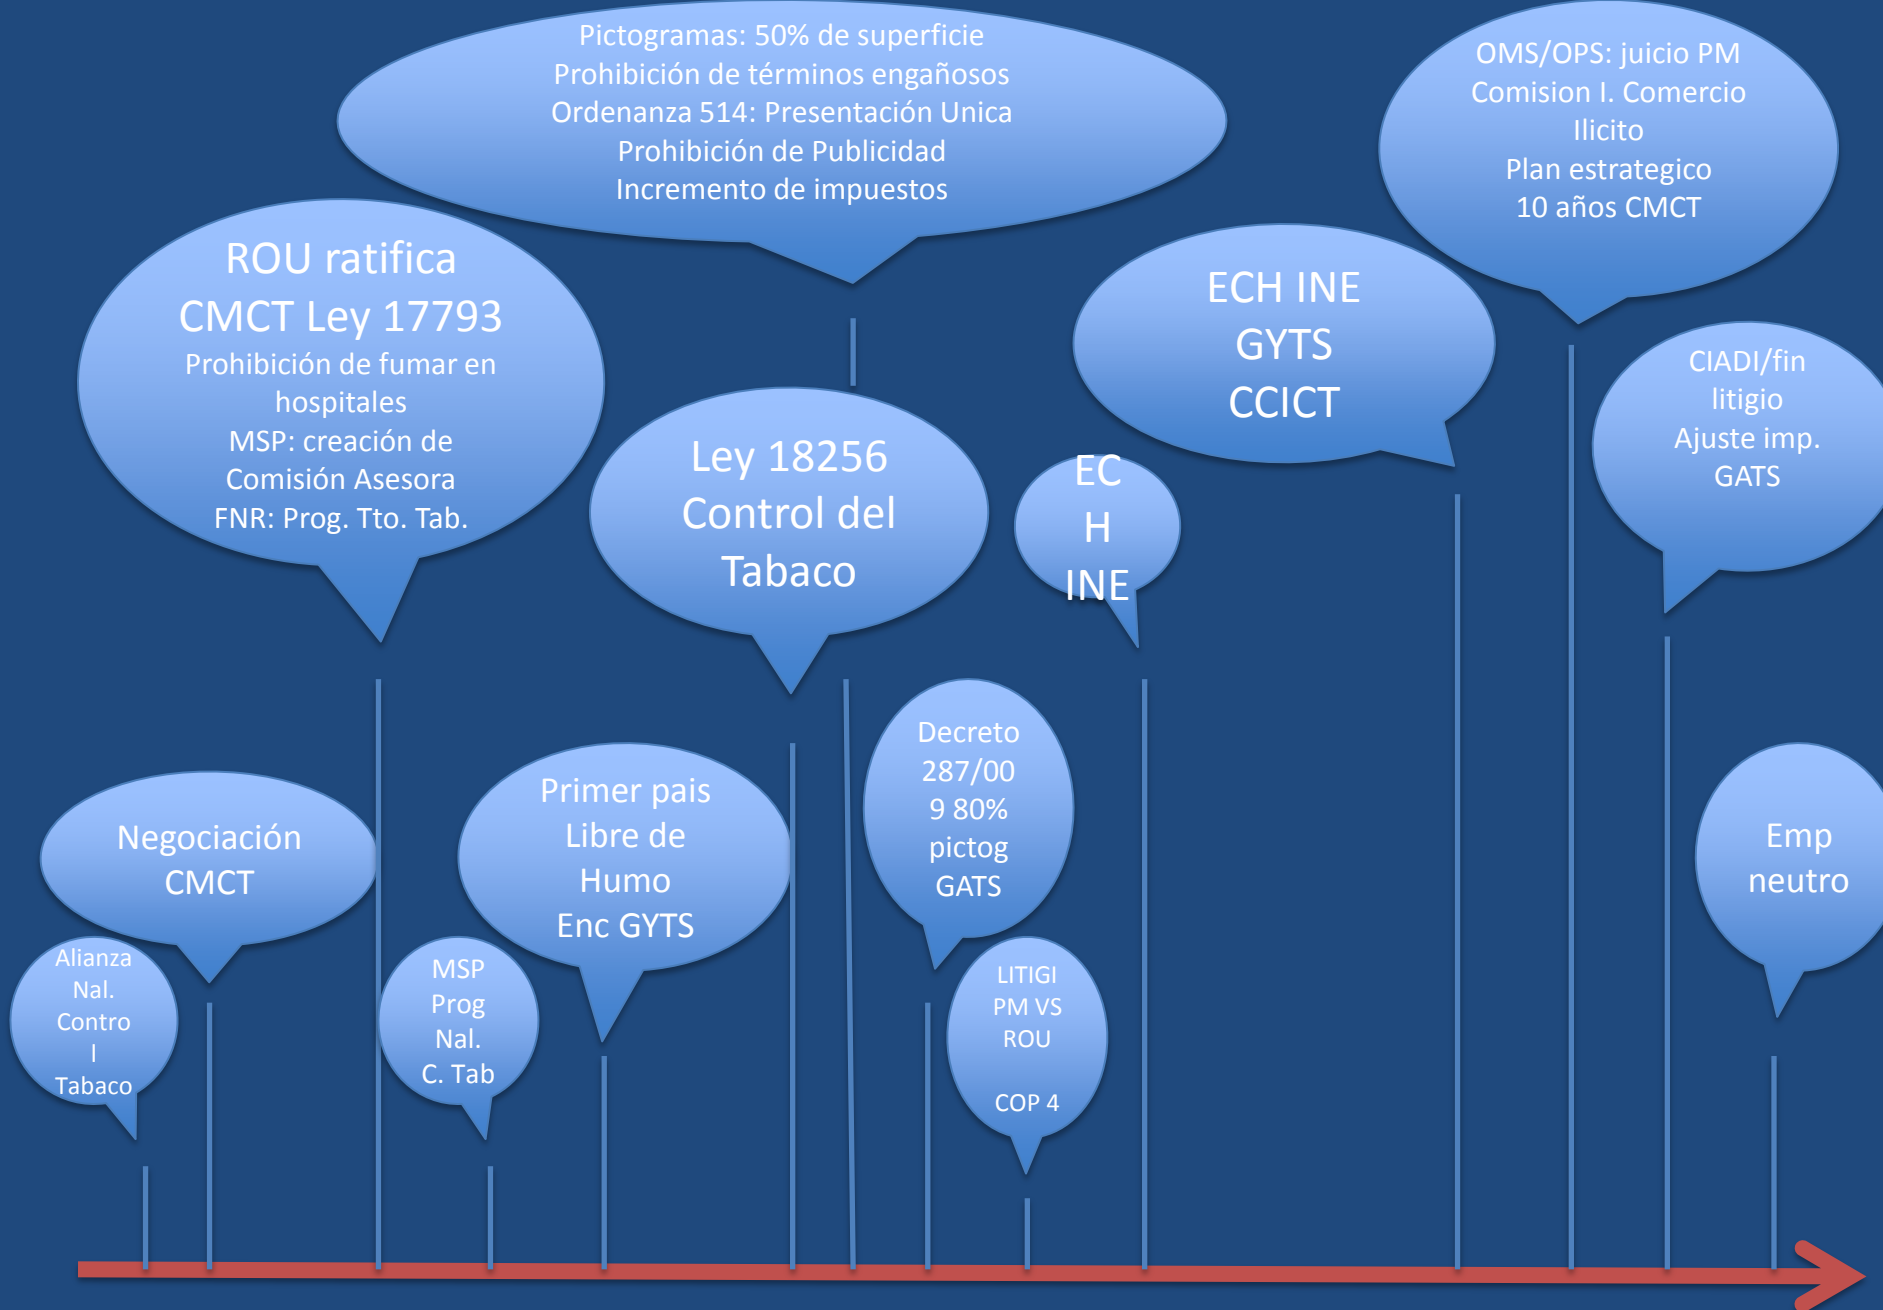 Pictogramas: 50% de superficie
Prohibición de términos engañosos
Ordenanza 514: Presentación Unica
Prohibición de Publicidad
Incremento de impuestos
OMS/OPS: juicio PM
Comision I. Comercio
Ilicito
Plan estrategico
10 años CMCT
ROU ratifica
CMCT Ley 17793
Prohibición de fumar en
hospitales
MSP: creación de
Comisión Asesora
FNR: Prog. Tto. Tab.
ECH INE
GYTS
CCICT
CIADI/fin
litigio
Ajuste imp.
GATS
Ley 18256
Control del
Tabaco
EC
H
INE
Negociación
CMCT
Primer pais
Libre de
Humo
Enc GYTS
Decreto
287/00
9 80%
pictog
GATS
Emp
neutro
Alianza
Nal.
Contro
l
Tabaco
MSP
Prog
Nal.
C. Tab
LITIGI
PM VS
ROU
COP 4